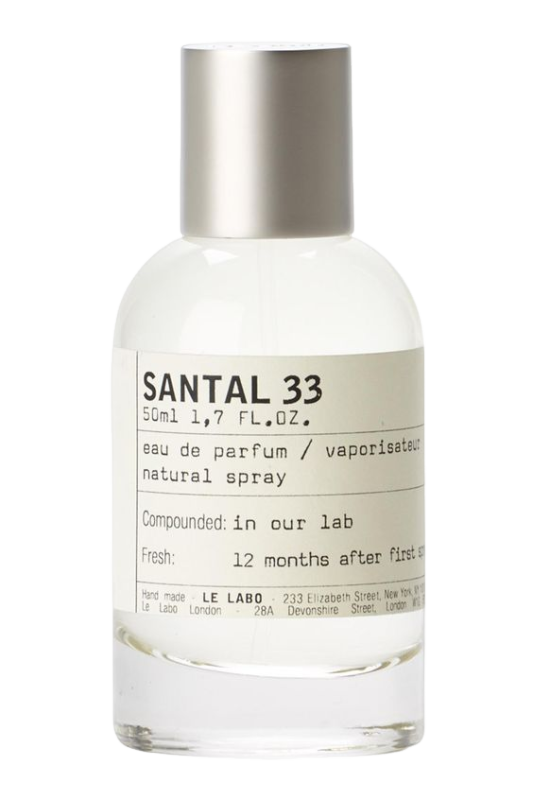 SANTAL 33
50ml 1,7 FL.OZ.
eau de parfum / vaporisateur
natural spray
Compounded: in our lab
Fresh: 12 months after first
Hand made - LE LABO - 233 Elizabeth Street, New York, NY
Le Labo London - 28A Devonshire Street, London